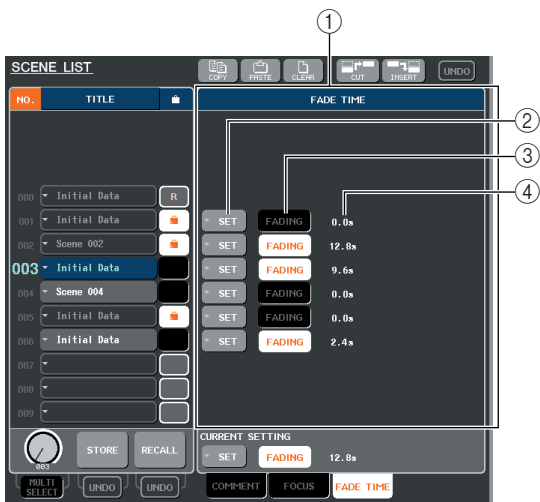 ①
SCENE LIST COPY PASTE CLEAR CUT INSERT UNDO
NO. TITLE FADE TIME
②
③
④
000 Initial Data R
001 Initial Data SET FADING 0.0s
002 Scene 002 SET FADING 12.8s
003 Initial Data SET FADING 9.6s
004 Scene 004 SET FADING 0.0s
005 Initial Data SET FADING 0.0s
006 Initial Data SET FADING 2.4s
007
008
009
CURRENT SETTING
003 STORE RECALL SET FADING 12.8s
MULTI SELECT UNDO UNDO COMMENT FOCUS FADE TIME